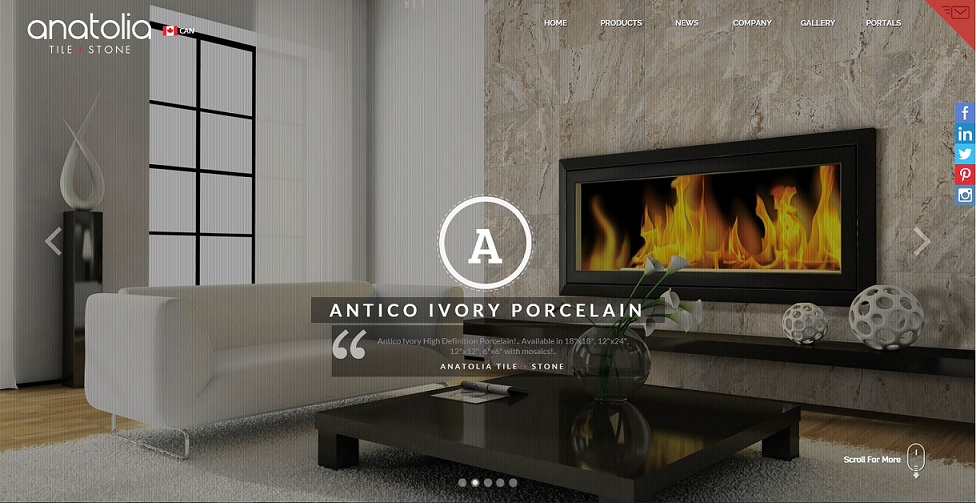 anatolia
TILE + STONE
CAN
HOME PRODUCTS NEWS COMPANY GALLERY PORTALS
f
in
A
ANTICO IVORY PORCELAIN
“
Antico Ivory High Definition Porcelain!.. Available in 18"x18", 12"x24",
12"x12", 6"x6" with mosaics!..
ANATOLIA TILE + STONE
Scroll For More